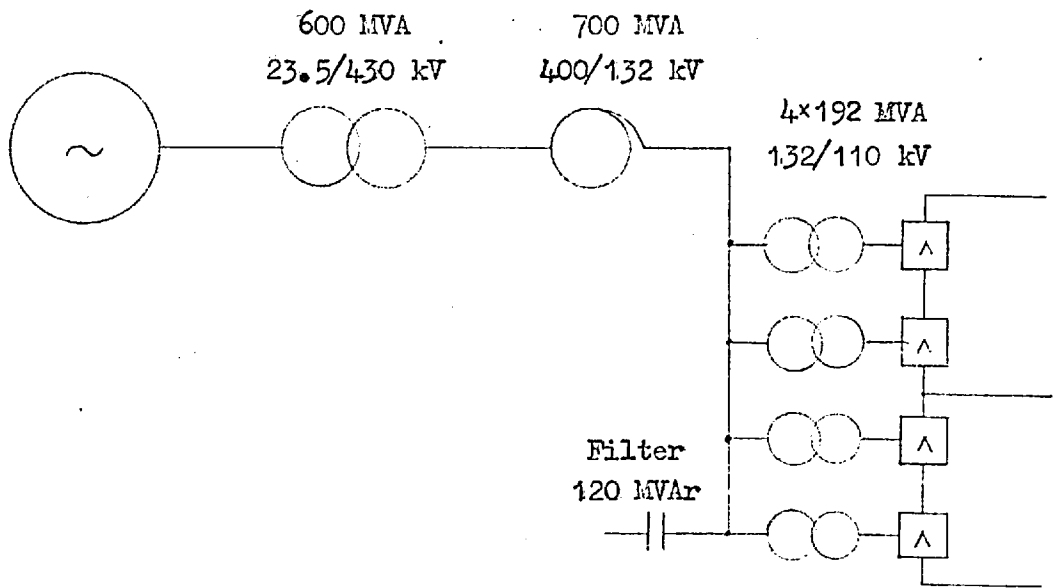 600 MVA
23.5/430 kV
700 MVA
400/132 kV
4×192 MVA
132/110 kV
Filter
120 MVAr